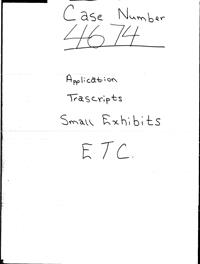 Case Number
4674
Application
Trascripts
Small Exhibits
ETC.